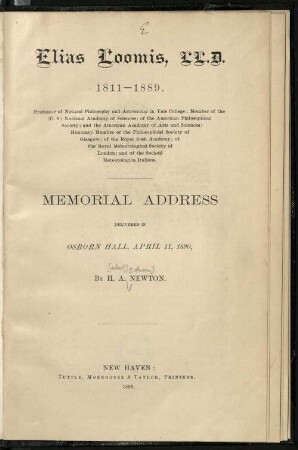 Elias Loomis, LL.D.
1811–1889.
Professor of Natural Philosophy and Astronomy in Yale College; Member of the
(U. S.) National Academy of Sciences; of the American Philosophical
Society; and the American Academy of Arts and Sciences;
Honorary Member of the Philosophical Society of
Glasgow; of the Royal Irish Academy; of
the Royal Meteorological Society of
London; and of the Società
Meteorologica Italiana.
MEMORIAL ADDRESS
DELIVERED IN
OSBORN HALL, APRIL 11, 1890,
By H. A. NEWTON.
NEW HAVEN:
TUTTLE, MOREHOUSE & TAYLOR, PRINTERS.
1890.